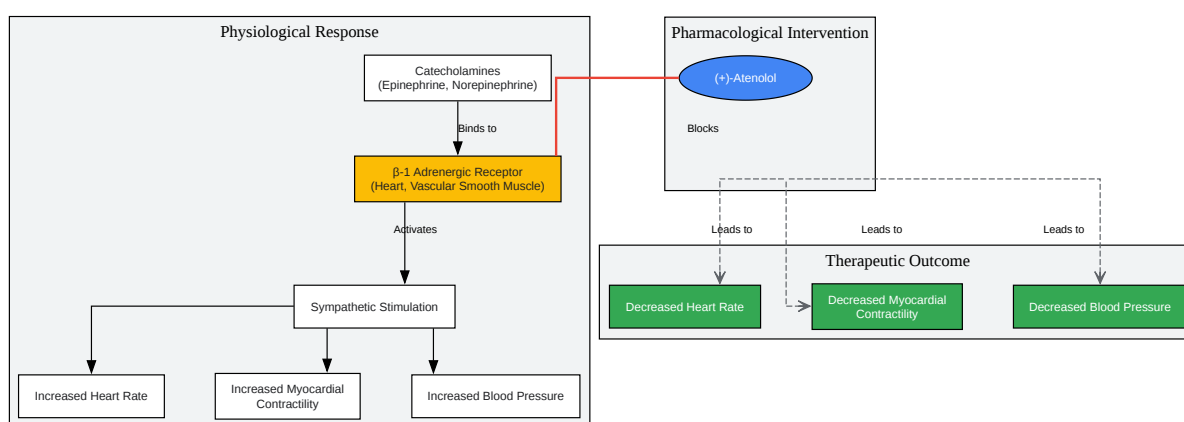 Physiological Response
Catecholamines
(Epinephrine, Norepinephrine)
Binds to
β-1 Adrenergic Receptor
(Heart, Vascular Smooth Muscle)
Activates
Sympathetic Stimulation
Increased Heart Rate
Increased Myocardial
Contractility
Increased Blood Pressure
Pharmacological Intervention
(+)-Atenolol
Blocks
Leads to
Leads to
Leads to
Therapeutic Outcome
Decreased Heart Rate
Decreased Myocardial
Contractility
Decreased Blood Pressure